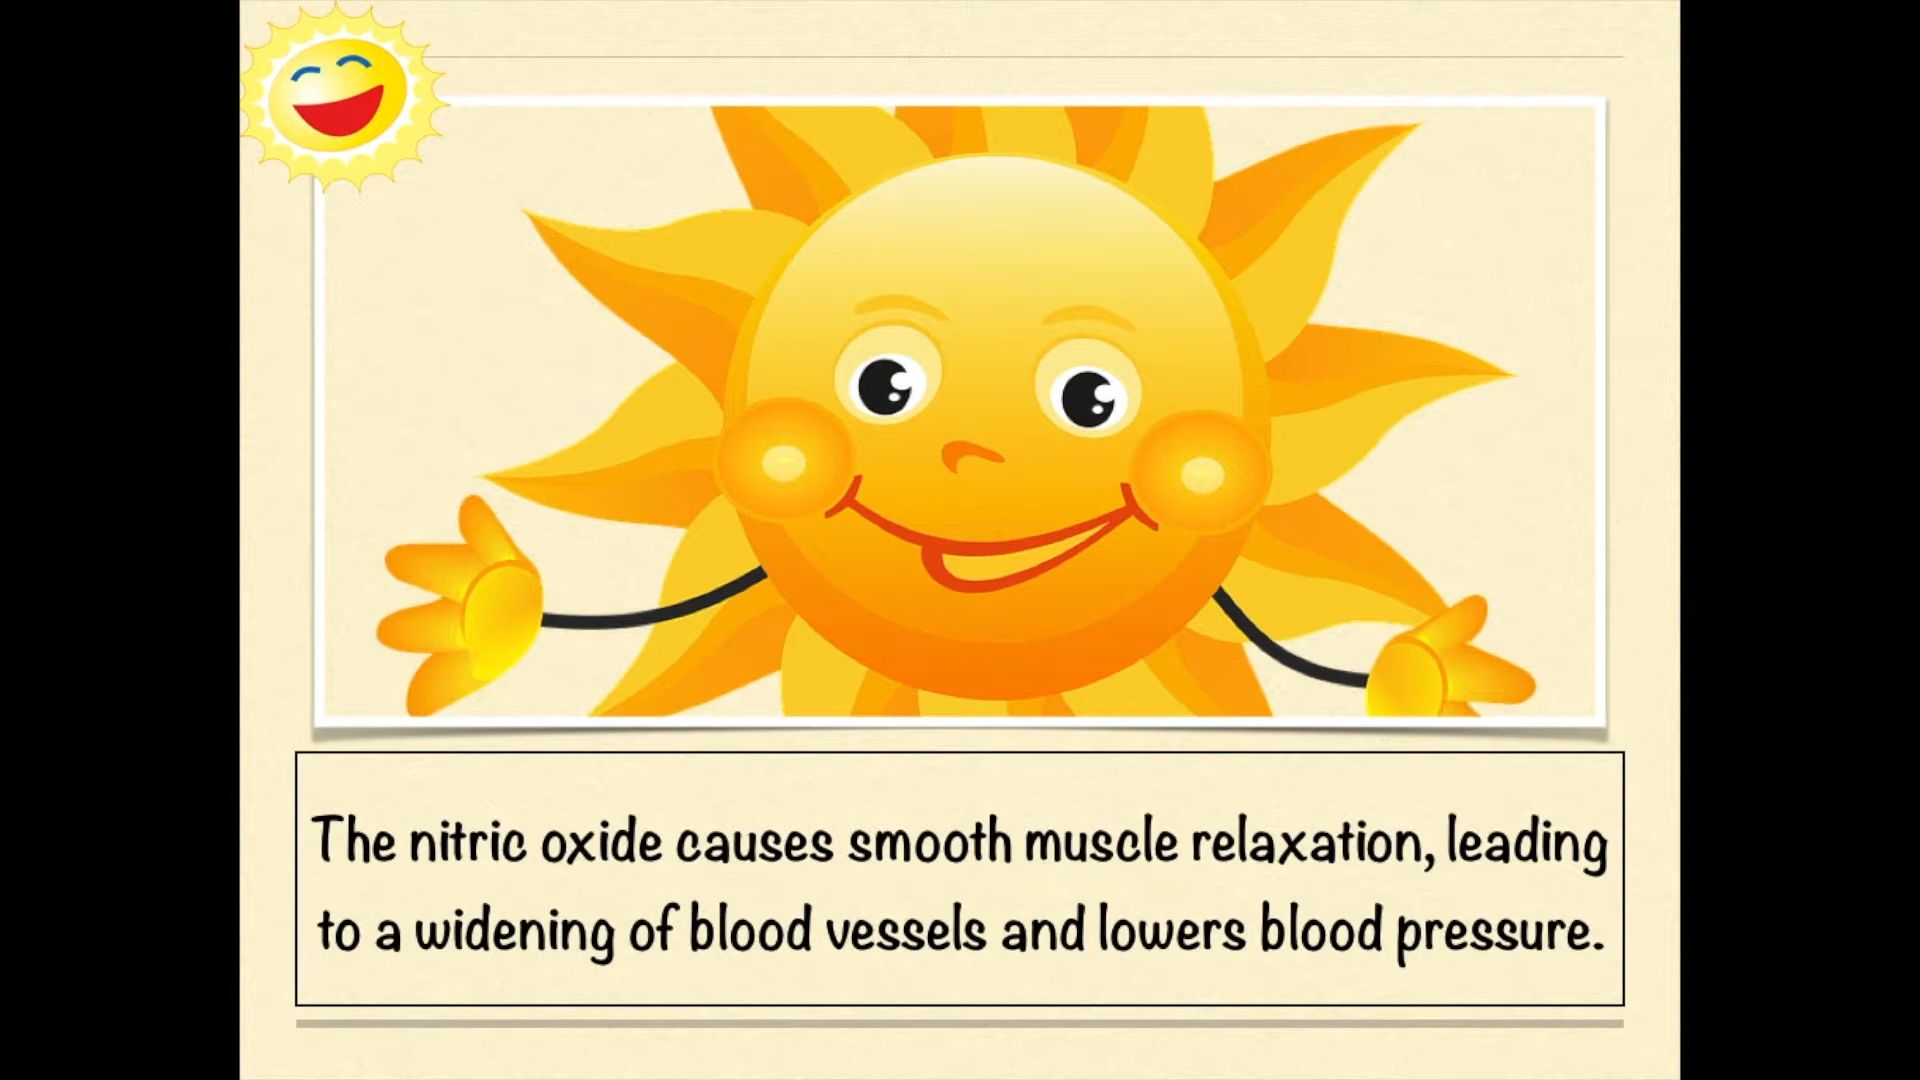 The nitric oxide causes smooth muscle relaxation, leading
to a widening of blood vessels and lowers blood pressure.